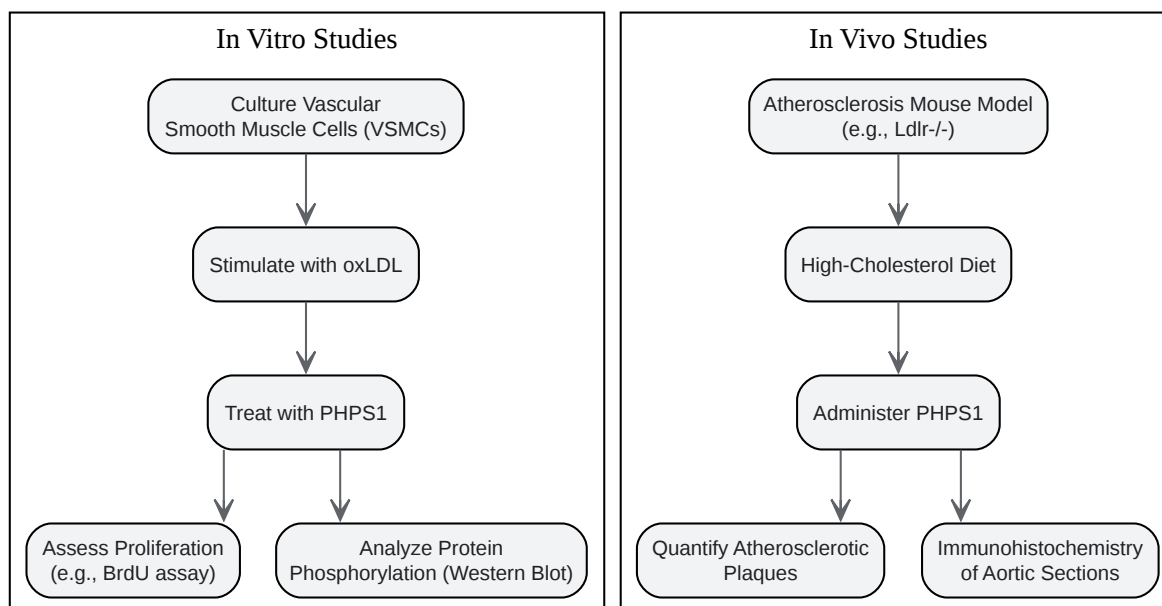 In Vitro Studies
Culture Vascular
Smooth Muscle Cells (VSMCs)
Stimulate with oxLDL
Treat with PHPS1
Assess Proliferation
(e.g., BrdU assay)
Analyze Protein
Phosphorylation (Western Blot)
In Vivo Studies
Atherosclerosis Mouse Model
(e.g., Ldlr-/-)
High-Cholesterol Diet
Administer PHPS1
Quantify Atherosclerotic
Plaques
Immunohistochemistry
of Aortic Sections